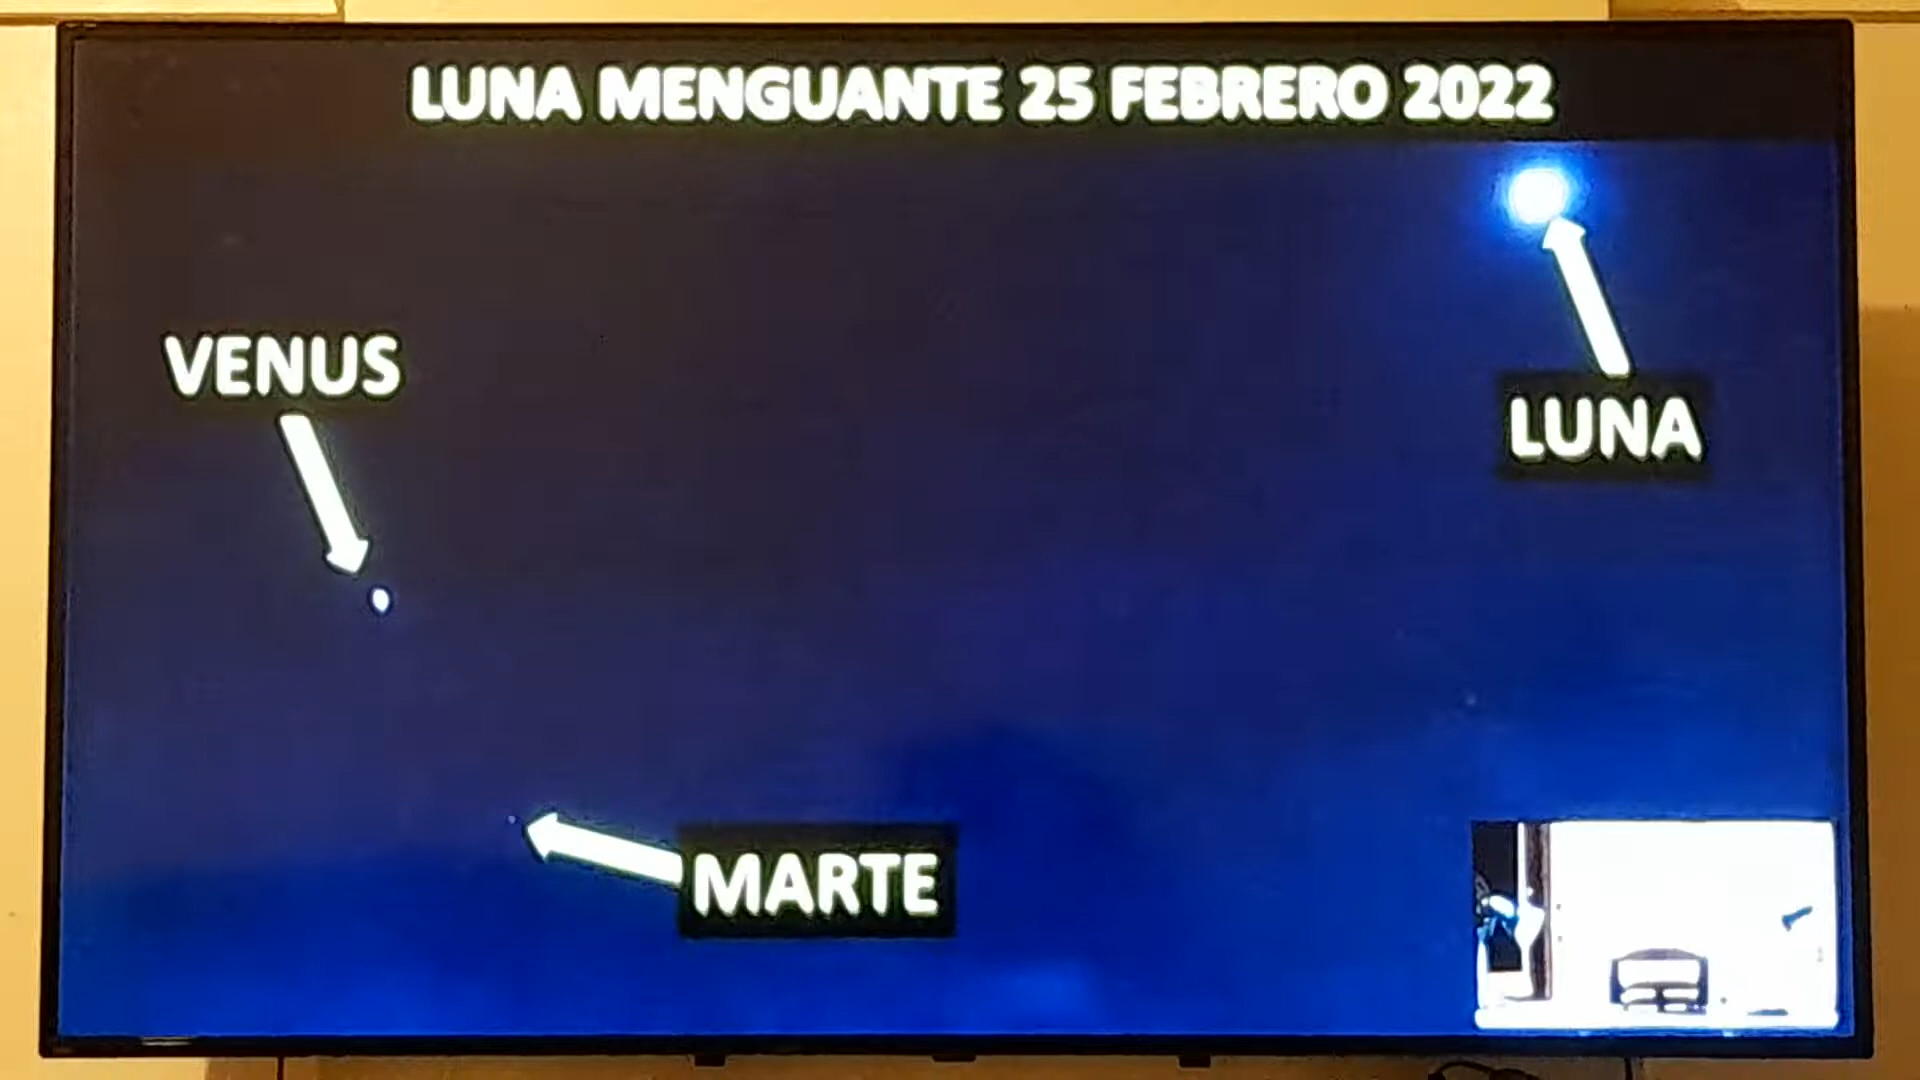 LUNA MENGUANTE 25 FEBRERO 2022
VENUS
LUNA
MARTE